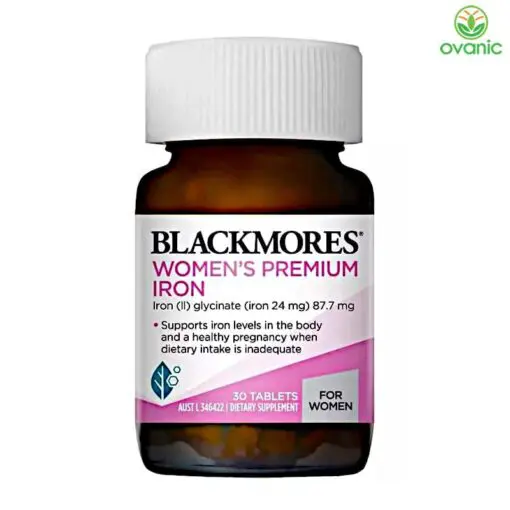 ovanic
BLACKMORES®
WOMEN'S PREMIUM
IRON
Iron (II) glycinate (iron 24 mg) 87.7 mg
• Supports iron levels in the body
and a healthy pregnancy when
dietary intake is inadequate
30 TABLETS
AUST L 346422 | DIETARY SUPPLEMENT
FOR
WOMEN